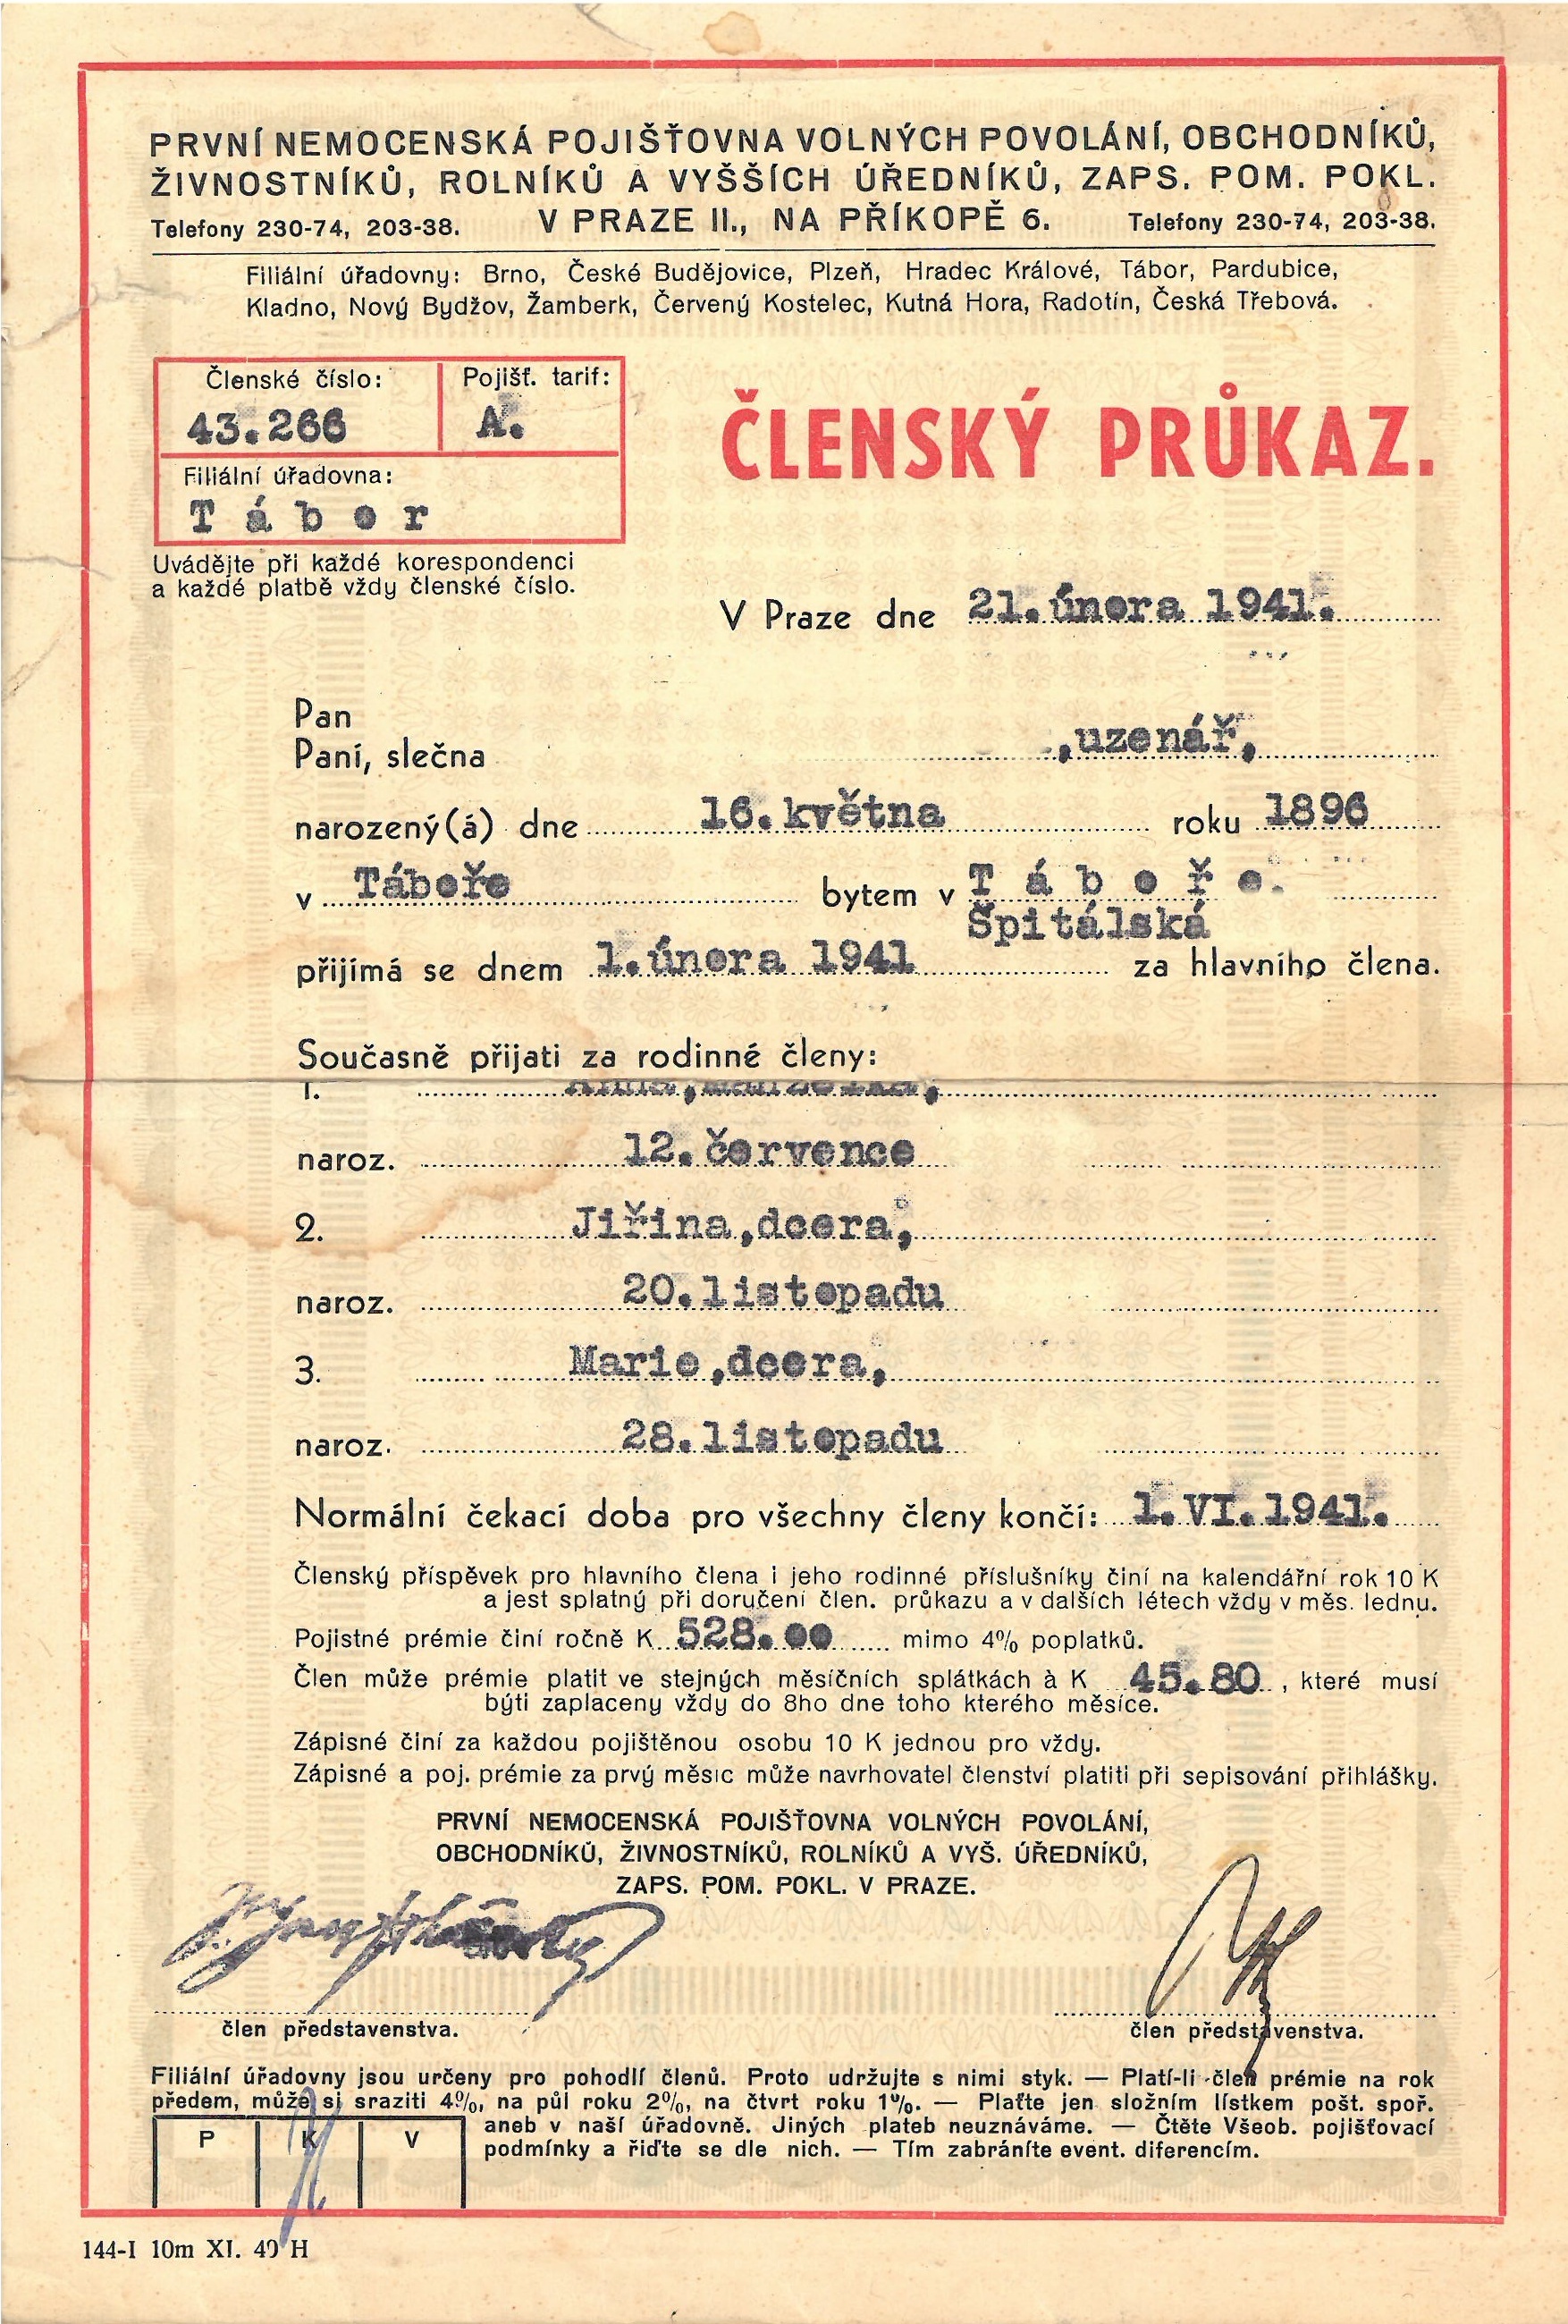 PRVNÍ NEMOCENSKÁ POJIŠŤOVNA VOLNÝCH POVOLÁNÍ, OBCHODNÍKŮ,
ŽIVNOSTNÍKŮ, ROLNÍKŮ A VYŠŠÍCH ÚŘEDNÍKŮ, ZAPS. POM. POKL.
Telefony 230-74, 203-38. V PRAZE II., NA PŘÍKOPĚ 6. Telefony 230-74, 203-38.
Filiální úřadovny: Brno, České Budějovice, Plzeň, Hradec Králové, Tábor, Pardubice,
Kladno, Nový Bydžov, Žamberk, Červený Kostelec, Kutná Hora, Radotín, Česká Třebová.
Členské číslo: Pojišť. tarif:
43.266 A.
Filiální úřadovna:
Tábor
ČLENSKÝ PRŮKAZ.
Uvádějte při každé korespondenci
a každé platbě vždy členské číslo.
V Praze dne 21.února 1941.
Pan
Paní, slečna ,uzenář,
narozený(á) dne 16.května roku 1896
v Táboře bytem v Táboře.
Špitálská
přijímá se dnem 1.února 1941 za hlavního člena.
Současně přijati za rodinné členy:
1. Anna,manželka,
naroz. 12.července
2. Jiřina,dcera,
naroz. 20.listopadu
3. Marie,dcera,
naroz. 28.listopadu
Normální čekací doba pro všechny členy končí: 1.VI.1941.
Členský příspěvek pro hlavního člena i jeho rodinné příslušníky činí na kalendářní rok 10 K
a jest splatný při doručení člen. průkazu a v dalších létech vždy v měs. lednu.
Pojistné prémie činí ročně K 528.00 mimo 4% poplatků.
Člen může prémie platit ve stejných měsíčních splátkách à K 45.80, které musí
býti zaplaceny vždy do 8ho dne toho kterého měsíce.
Zápisné činí za každou pojištěnou osobu 10 K jednou pro vždy.
Zápisné a poj. prémie za prvý měsíc může navrhovatel členství platiti při sepisování přihlášky.
PRVNÍ NEMOCENSKÁ POJIŠŤOVNA VOLNÝCH POVOLÁNÍ,
OBCHODNÍKŮ, ŽIVNOSTNÍKŮ, ROLNÍKŮ A VYŠ. ÚŘEDNÍKŮ,
ZAPS. POM. POKL. V PRAZE.
člen představenstva. člen představenstva.
Filiální úřadovny jsou určeny pro pohodlí členů. Proto udržujte s nimi styk. — Platí-li člen prémie na rok
předem, může si sraziti 4%, na půl roku 2%, na čtvrt roku 1%. — Plaťte jen složním lístkem pošt. spoř.
aneb v naší úřadovně. Jiných plateb neuznáváme. — Čtěte Všeob. pojišťovací
podmínky a řiďte se dle nich. — Tím zabráníte event. diferencím.
P K V
144-I 10m XI. 40 H